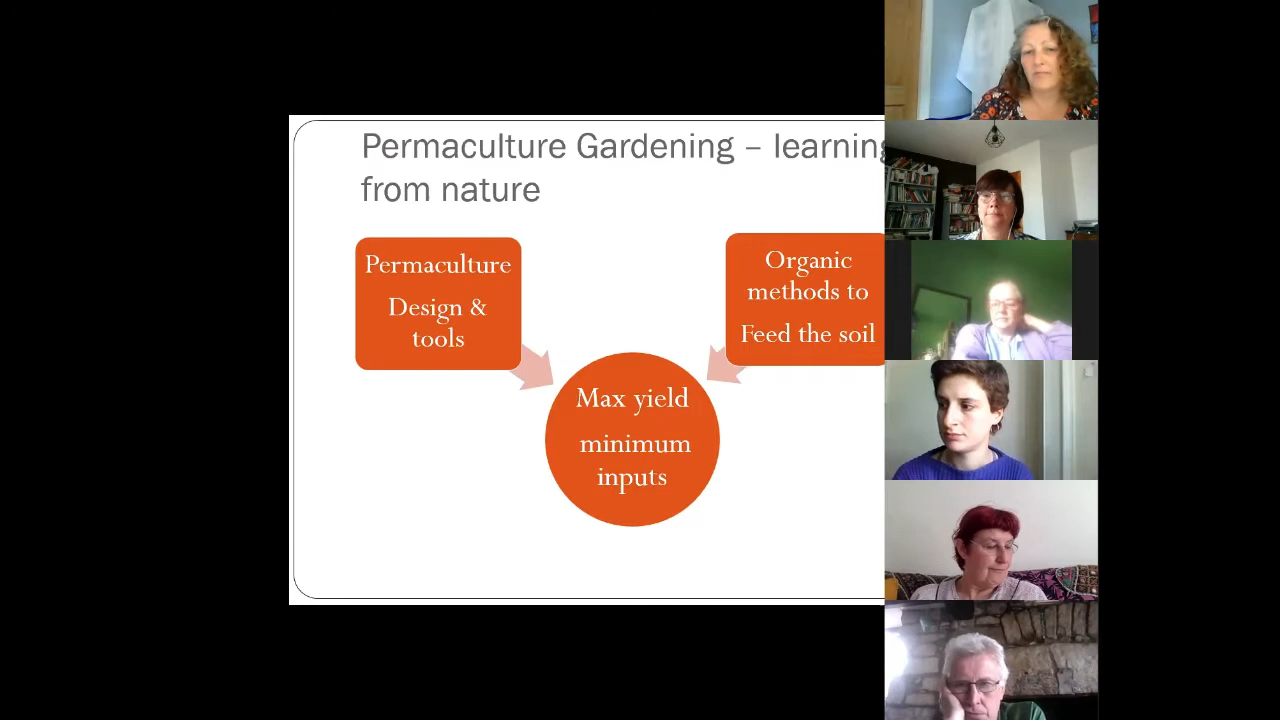 Permaculture Gardening – learning
from nature
Permaculture
Design &
tools
Organic
methods to
Feed the soil
Max yield
minimum
inputs